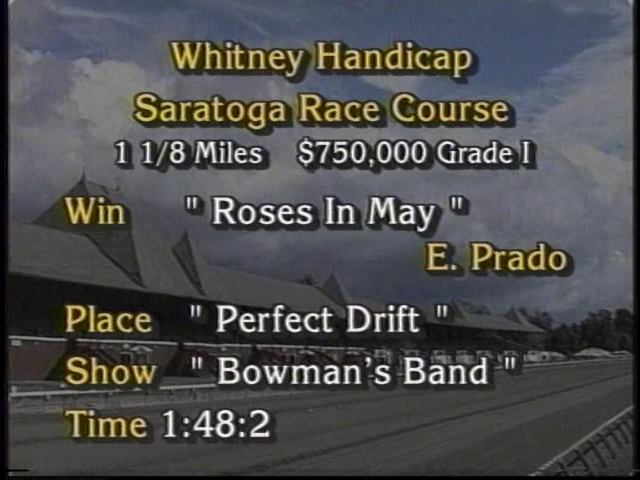 Whitney Handicap
Saratoga Race Course
1 1/8 Miles $750,000 Grade I
Win " Roses In May "
E. Prado
Place " Perfect Drift "
Show " Bowman's Band "
Time 1:48:2